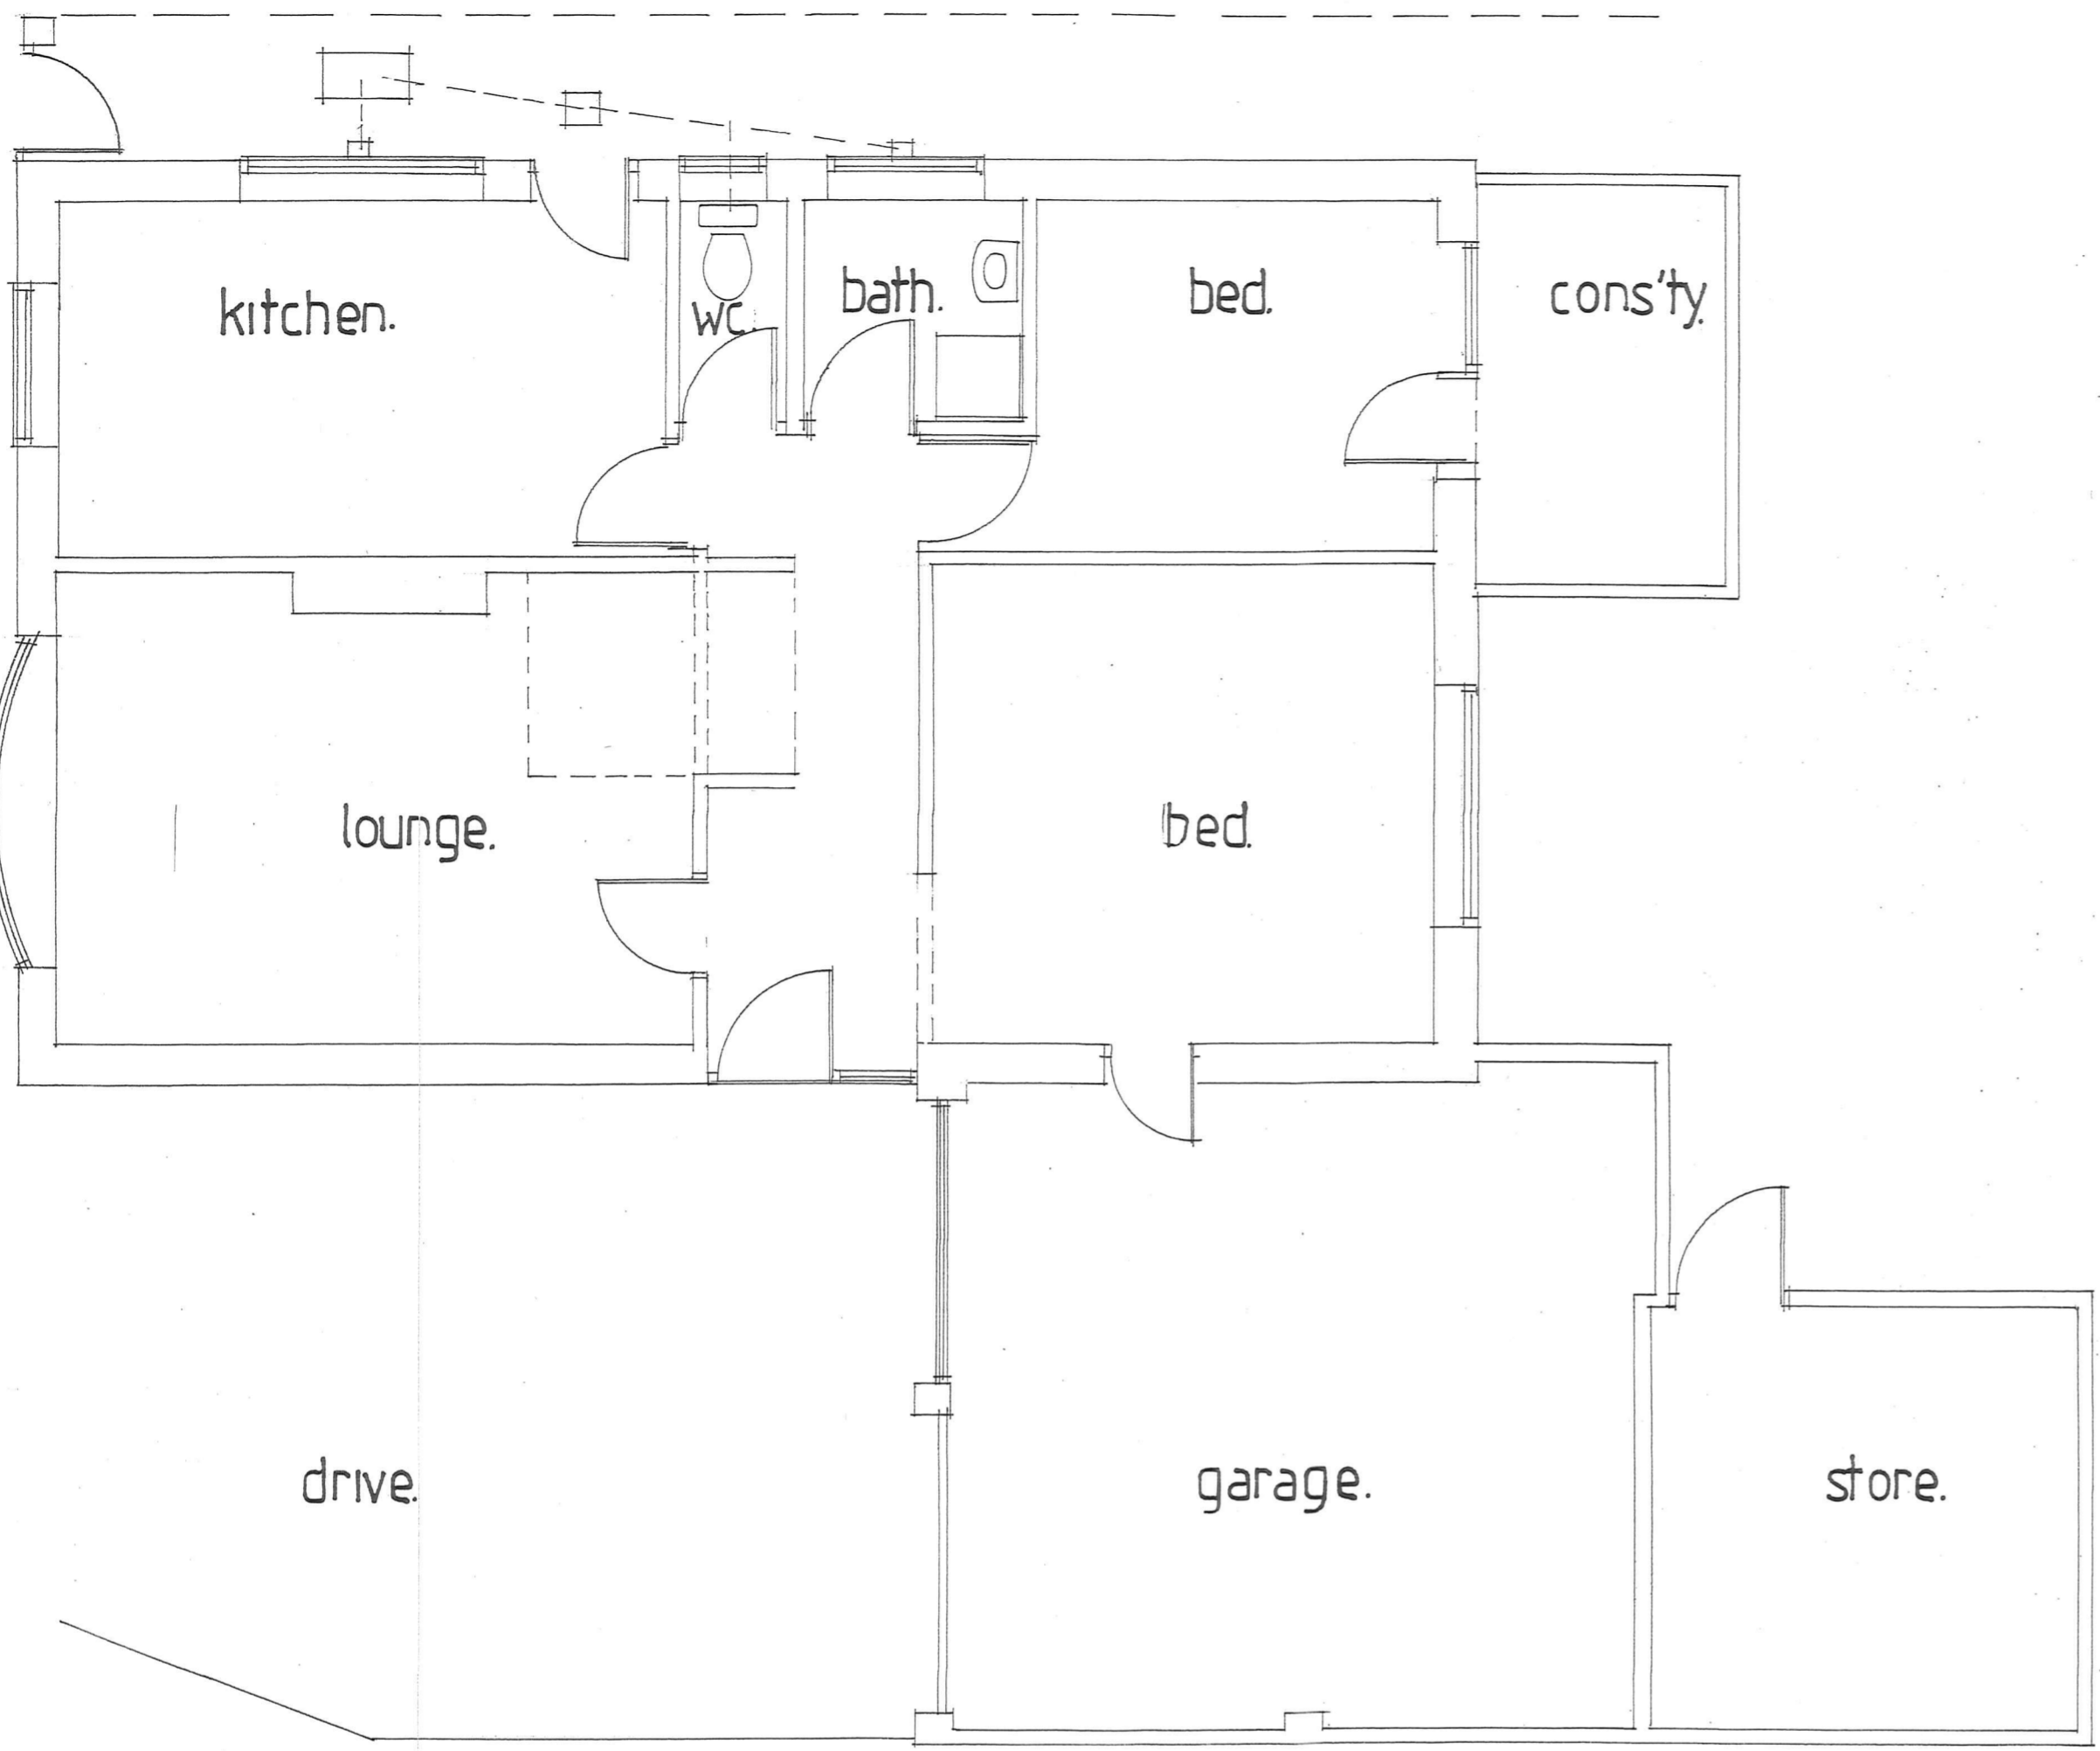 kitchen.
wc.
bath.
bed.
cons'ty.
lounge.
bed.
drive.
garage.
store.